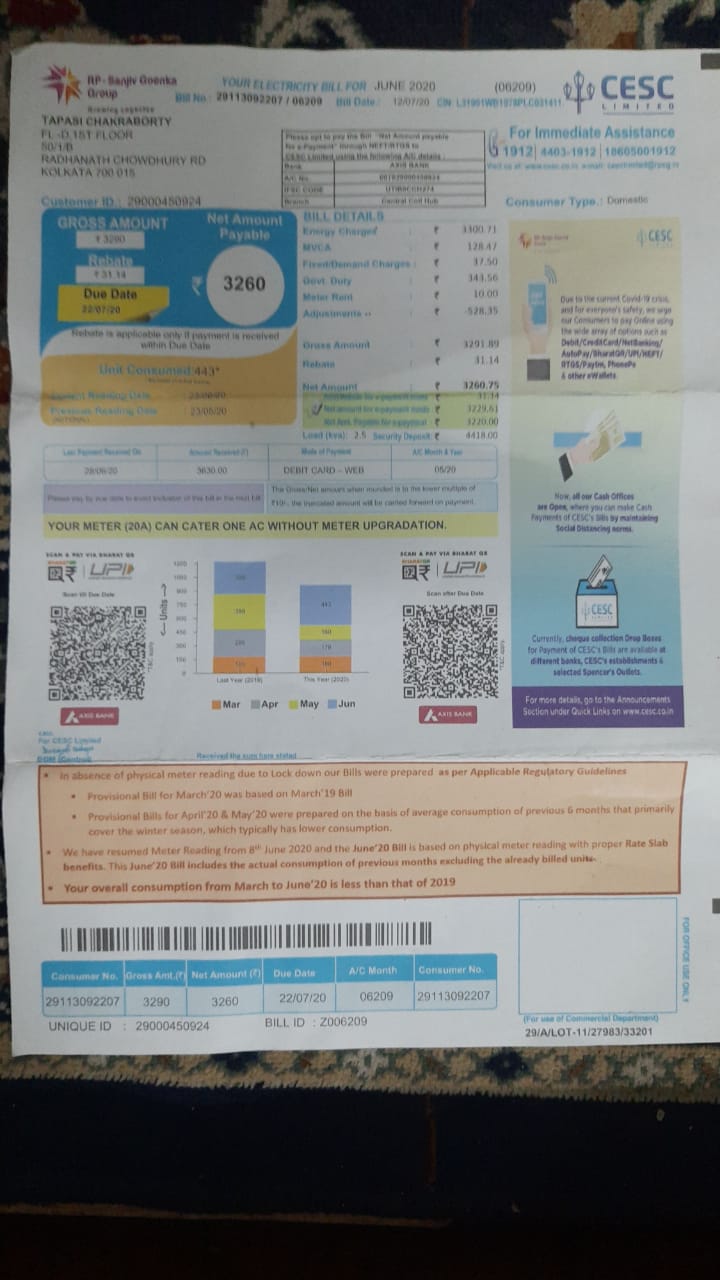 RP- Sanjiv Goenka
Group
Growing Legacies
YOUR ELECTRICITY BILL FOR JUNE 2020 (06209)
Bill No : 29113092207 / 06209 Bill Date : 12/07/20 CIN: L31901WB1978PLC031411
CESC
LIMITED
TAPASI CHAKRABORTY
FL -D,1ST FLOOR
50/1/B
RADHANATH CHOWDHURY RD
KOLKATA 700 015
Please opt to pay the Bill "Net Amount payable
for e-Payment" through NEFT/RTGS to
CESC Limited using the following A/C details :
Bank AXIS BANK
A/C No.
IFSC CODE
Branch Central Coll Hub
For Immediate Assistance
1912 | 4403-1912 | 18605001912
Customer ID.: 29000450924
Consumer Type.: Domestic
GROSS AMOUNT
₹ 3290
Rebate
₹ 31.14
Due Date
22/07/20
Net Amount
Payable
₹ 3260
Rebate is applicable only if payment is received
within Due Date
Unit Consumed:443*
Present Reading Date : 23/06/20
Previous Reading Date : 23/05/20
BILL DETAILS
Energy Charged : ₹ 3300.71
MVCA : ₹ 128.47
Fixed/Demand Charges : ₹ 37.50
Govt. Duty : ₹ 343.56
Meter Rent : ₹ 10.00
Adjustments : ₹ -528.35
Gross Amount : ₹ 3291.89
Rebate : ₹ 31.14
Net Amount : ₹ 3260.75
₹ 31.14
Net amount for e-payment ₹ 3229.61
₹ 3220.00
Load (kva): 2.5 Security Deposit: ₹ 4418.00
Last Payment Received On Amount Received (₹) Mode of Payment A/C Month & Year
28/06/20 3630.00 DEBIT CARD – WEB 05/20
Please pay by due date to avoid inclusion of this bill in the next bill
The Gross/Net amount when rounded is to the lower multiple of
₹10/-, the truncated amount will be carried forward on payment.
YOUR METER (20A) CAN CATER ONE AC WITHOUT METER UPGRADATION.
SCAN & PAY VIA BHARAT QR
UPI
Scan till Due Date
AXIS BANK
<--- Units --->
Last Year (2019) This Year (2020)
Mar Apr May Jun
SCAN & PAY VIA BHARAT QR
UPI
Scan after Due Date
AXIS BANK
For CESC Limited
Received the sum here stated
CESC
Due to the current Covid-19 crisis,
and for everyone's safety, we urge
our Consumers to pay Online using
the wide array of options such as
Debit/CreditCard/NetBanking/
AutoPay/BharatQR/UPI/NEFT/
RTGS/Paytm, PhonePe
& other eWallets.
Now, all our Cash Offices
are Open, where you can make Cash
Payments of CESC's Bills by maintaining
Social Distancing norms.
CESC
Currently, cheque collection Drop Boxes
for Payment of CESC's Bills are available at
different banks, CESC's establishments &
selected Spencer's Outlets.
For more details, go to the Announcements
Section under Quick Links on www.cesc.co.in
• In absence of physical meter reading due to Lock down our Bills were prepared as per Applicable Regulatory Guidelines
• Provisional Bill for March'20 was based on March'19 Bill
• Provisional Bills for April'20 & May'20 were prepared on the basis of average consumption of previous 6 months that primarily
cover the winter season, which typically has lower consumption.
• We have resumed Meter Reading from 8th June 2020 and the June'20 Bill is based on physical meter reading with proper Rate Slab
benefits. This June'20 Bill includes the actual consumption of previous months excluding the already billed units.
• Your overall consumption from March to June'20 is less than that of 2019
Consumer No. Gross Amt.(₹) Net Amount (₹) Due Date A/C Month Consumer No.
29113092207 3290 3260 22/07/20 06209 29113092207
UNIQUE ID : 29000450924 BILL ID : Z006209
FOR OFFICE USE ONLY
(For use of Commercial Department)
29/A/LOT-11/27983/33201